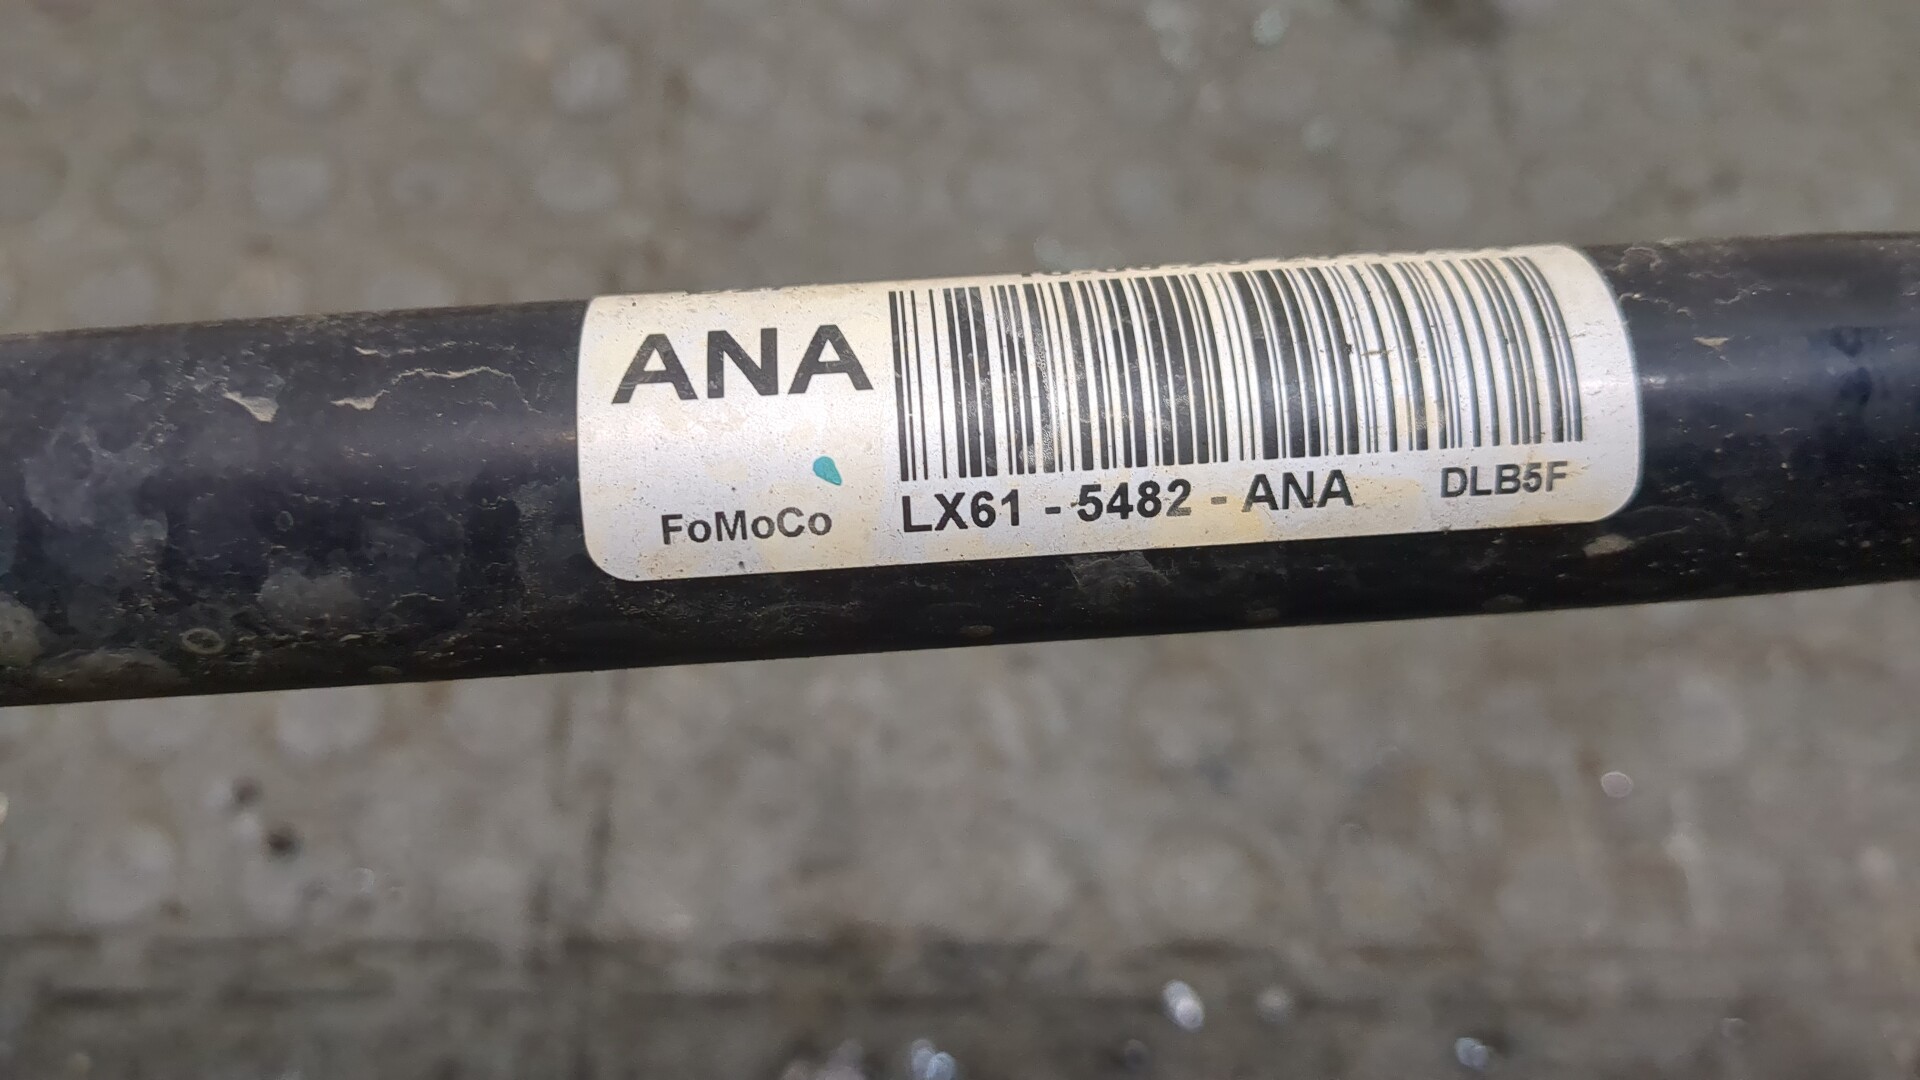 ANA
FoMoCo
LX61 - 5482 - ANA DLB5F